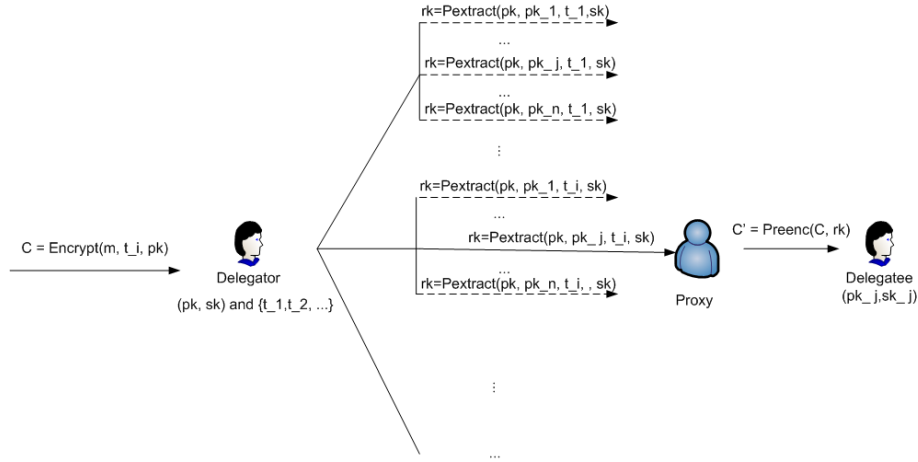 rk=Pextract(pk, pk_1, t_1,sk)
...
rk=Pextract(pk, pk_ j, t_1, sk)
...
rk=Pextract(pk, pk_n, t_1, sk)
...
rk=Pextract(pk, pk_1, t_i, sk)
...
C = Encrypt(m, t_i, pk)
rk=Pextract(pk, pk_ j, t_i, sk)
C' = Preenc(C, rk)
...
Delegator
Delegatee
rk=Pextract(pk, pk_n, t_i, , sk)
(pk, sk) and {t_1,t_2, ...}
Proxy
(pk_ j,sk_ j)
...
...